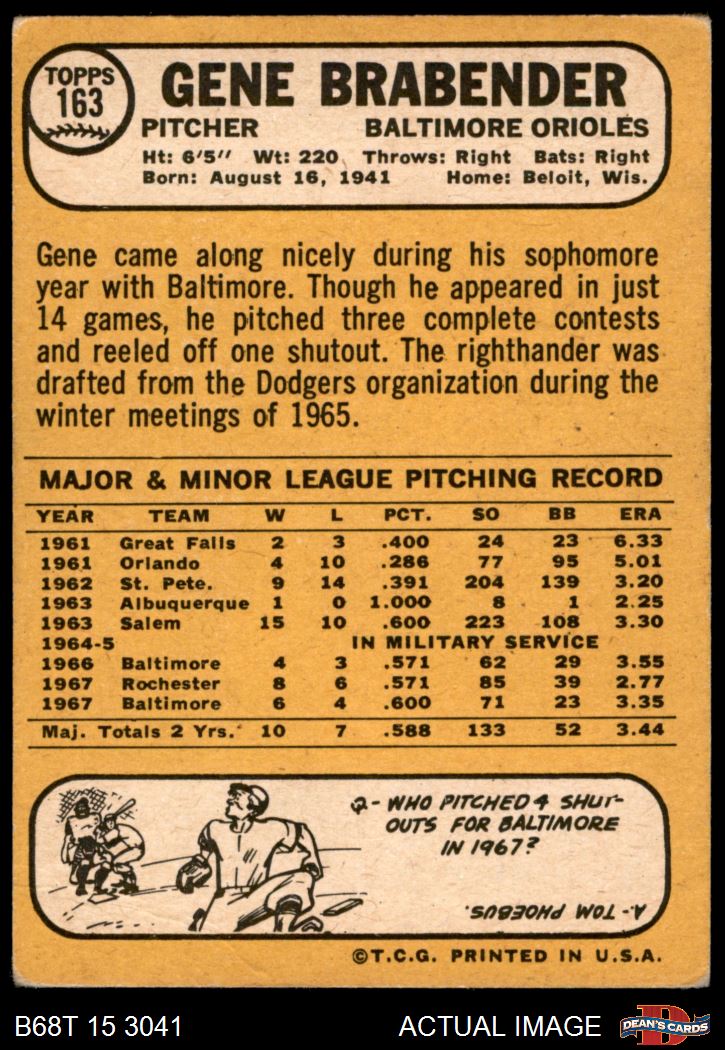 TOPPS
163
GENE BRABENDER
PITCHER BALTIMORE ORIOLES
Ht: 6'5" Wt: 220 Throws: Right Bats: Right
Born: August 16, 1941 Home: Beloit, Wis.
Gene came along nicely during his sophomore
year with Baltimore. Though he appeared in just
14 games, he pitched three complete contests
and reeled off one shutout. The righthander was
drafted from the Dodgers organization during the
winter meetings of 1965.
MAJOR & MINOR LEAGUE PITCHING RECORD
YEAR TEAM W L PCT. SO BB ERA
1961 Great Falls 2 3 .400 24 23 6.33
1961 Orlando 4 10 .286 77 95 5.01
1962 St. Pete. 9 14 .391 204 139 3.20
1963 Albuquerque 1 0 1.000 8 1 2.25
1963 Salem 15 10 .600 223 108 3.30
1964-5 IN MILITARY SERVICE
1966 Baltimore 4 3 .571 62 29 3.55
1967 Rochester 8 6 .571 85 39 2.77
1967 Baltimore 6 4 .600 71 23 3.35
Maj. Totals 2 Yrs. 10 7 .588 133 52 3.44
Q- WHO PITCHED 4 SHUT-
OUTS FOR BALTIMORE
IN 1967?
A- TOM PHOEBUS.
©T.C.G. PRINTED IN U.S.A.
B68T 15 3041 ACTUAL IMAGE
D
DEAN'S CARDS